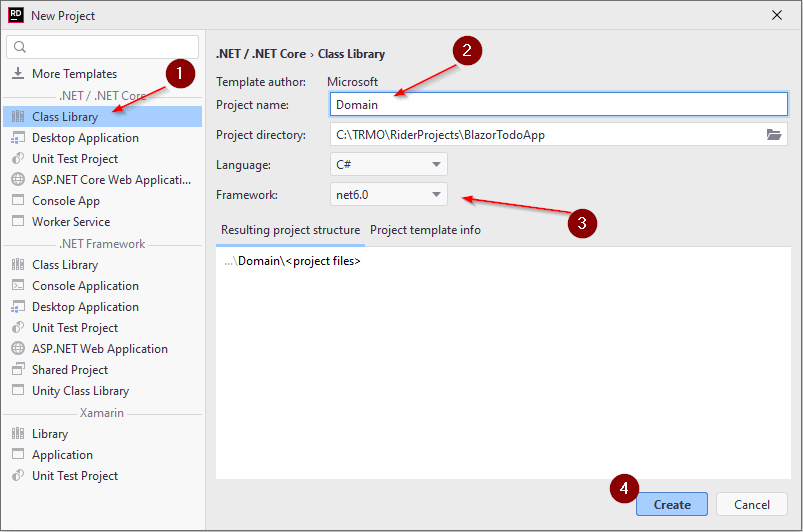 RD New Project
More Templates
.NET / .NET Core
Class Library
Desktop Application
Unit Test Project
ASP.NET Core Web Applicati...
Console App
Worker Service
.NET Framework
Class Library
Console Application
Desktop Application
Unit Test Project
ASP.NET Web Application
Shared Project
Unity Class Library
Xamarin
Library
Application
Unit Test Project
1
.NET / .NET Core › Class Library
2
Template author: Microsoft
Project name: Domain
Project directory: C:\TRMO\RiderProjects\BlazorTodoApp
Language: C#
Framework: net6.0
3
Resulting project structure Project template info
...\Domain\<project files>
4
Create Cancel